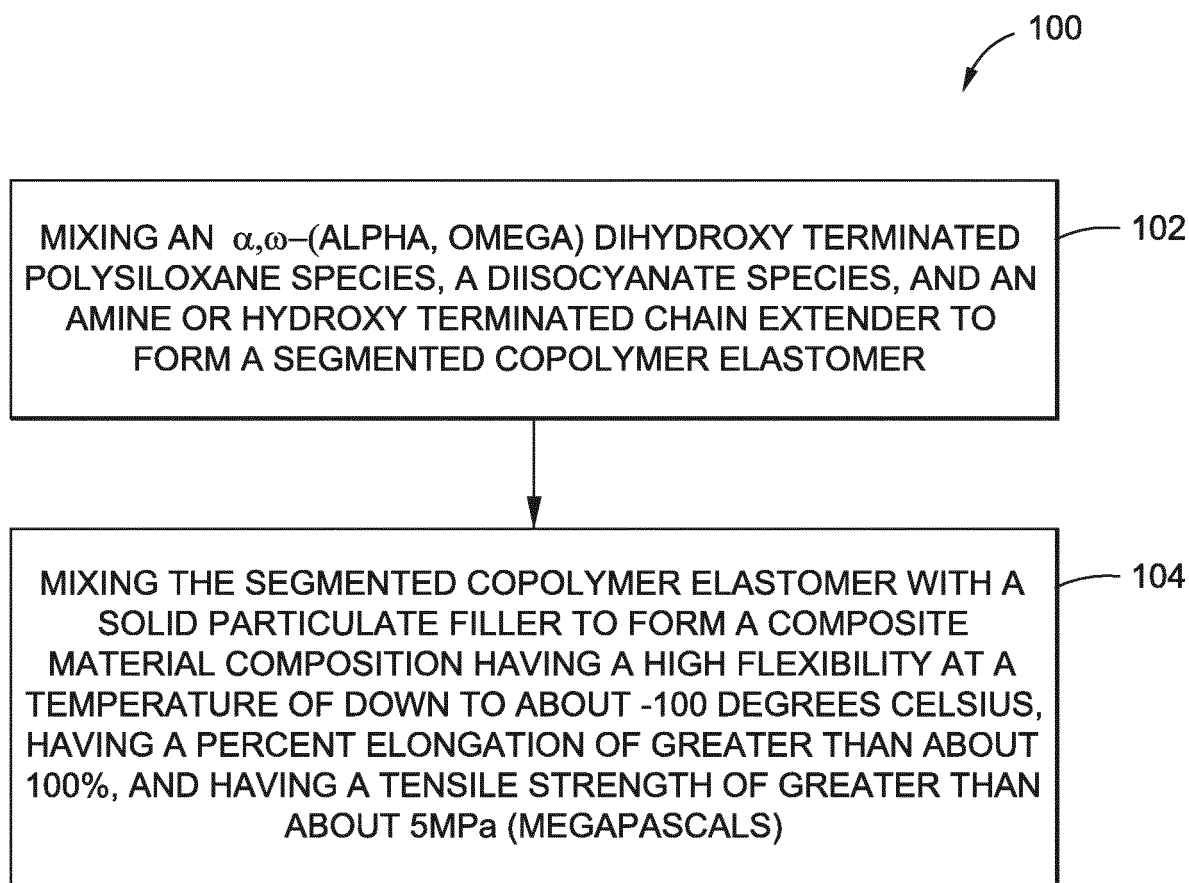 100
MIXING AN α,ω–(ALPHA, OMEGA) DIHYDROXY TERMINATED
POLYSILOXANE SPECIES, A DIISOCYANATE SPECIES, AND AN
AMINE OR HYDROXY TERMINATED CHAIN EXTENDER TO
FORM A SEGMENTED COPOLYMER ELASTOMER
102
MIXING THE SEGMENTED COPOLYMER ELASTOMER WITH A
SOLID PARTICULATE FILLER TO FORM A COMPOSITE
MATERIAL COMPOSITION HAVING A HIGH FLEXIBILITY AT A
TEMPERATURE OF DOWN TO ABOUT -100 DEGREES CELSIUS,
HAVING A PERCENT ELONGATION OF GREATER THAN ABOUT
100%, AND HAVING A TENSILE STRENGTH OF GREATER THAN
ABOUT 5MPa (MEGAPASCALS)
104